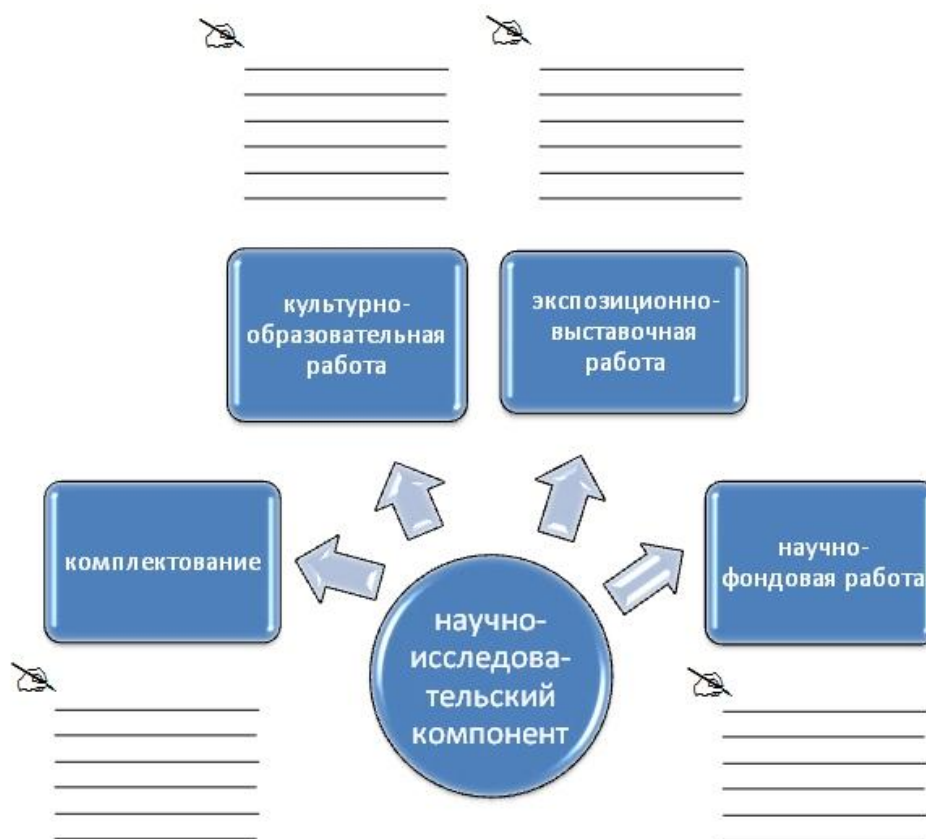 культурно-
образовательная
работа
экспозиционно-
выставочная
работа
комплектование
научно-
фондовая работа
научно-
исследова-
тельский
компонент